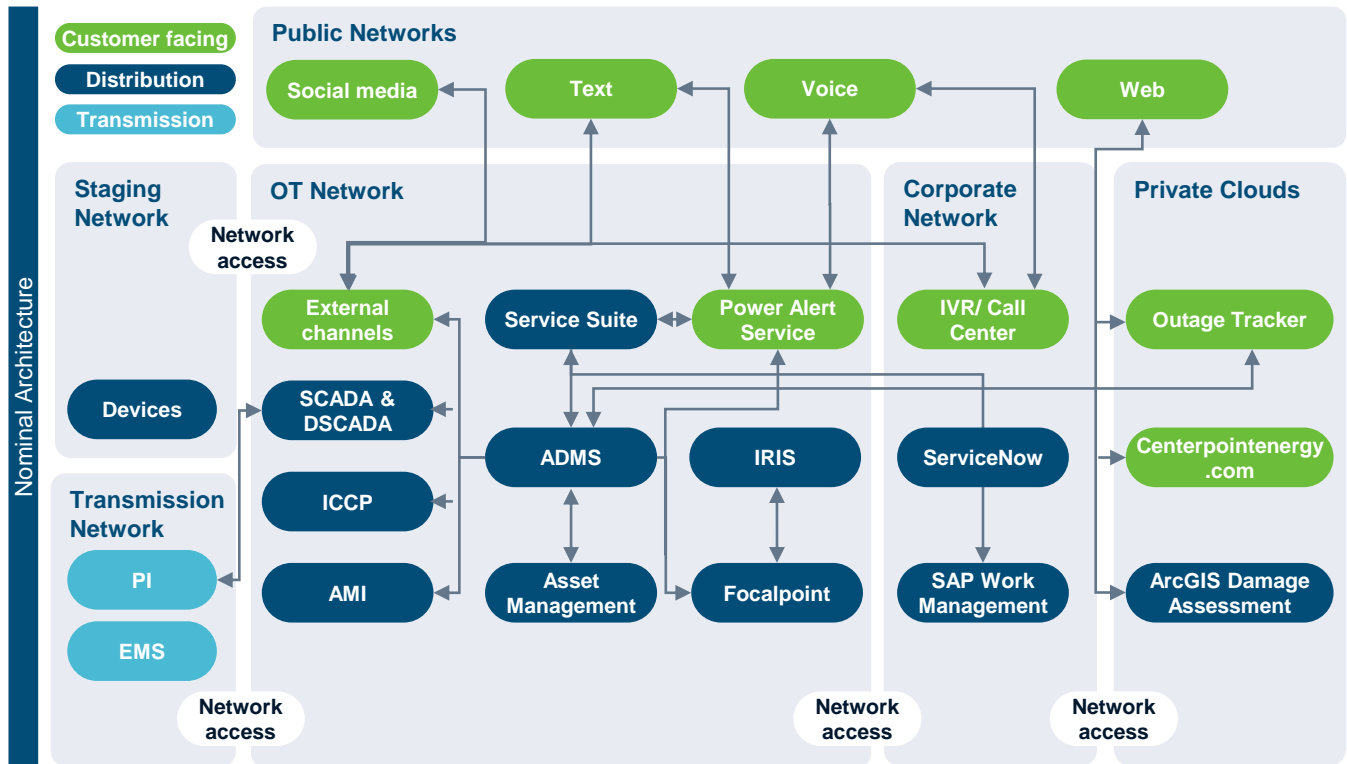 Nominal Architecture
Customer facing
Distribution
Transmission
Public Networks
Social media
Text
Voice
Web
Staging
Network
Devices
Transmission
Network
PI
EMS
Network
access
OT Network
External
channels
Service Suite
Power Alert
Service
SCADA &
DSCADA
ADMS
IRIS
ICCP
AMI
Asset
Management
Focalpoint
Network
access
Corporate
Network
IVR/ Call
Center
ServiceNow
SAP Work
Management
Network
access
Private Clouds
Outage Tracker
Centerpointenergy
.com
ArcGIS Damage
Assessment
Network
access